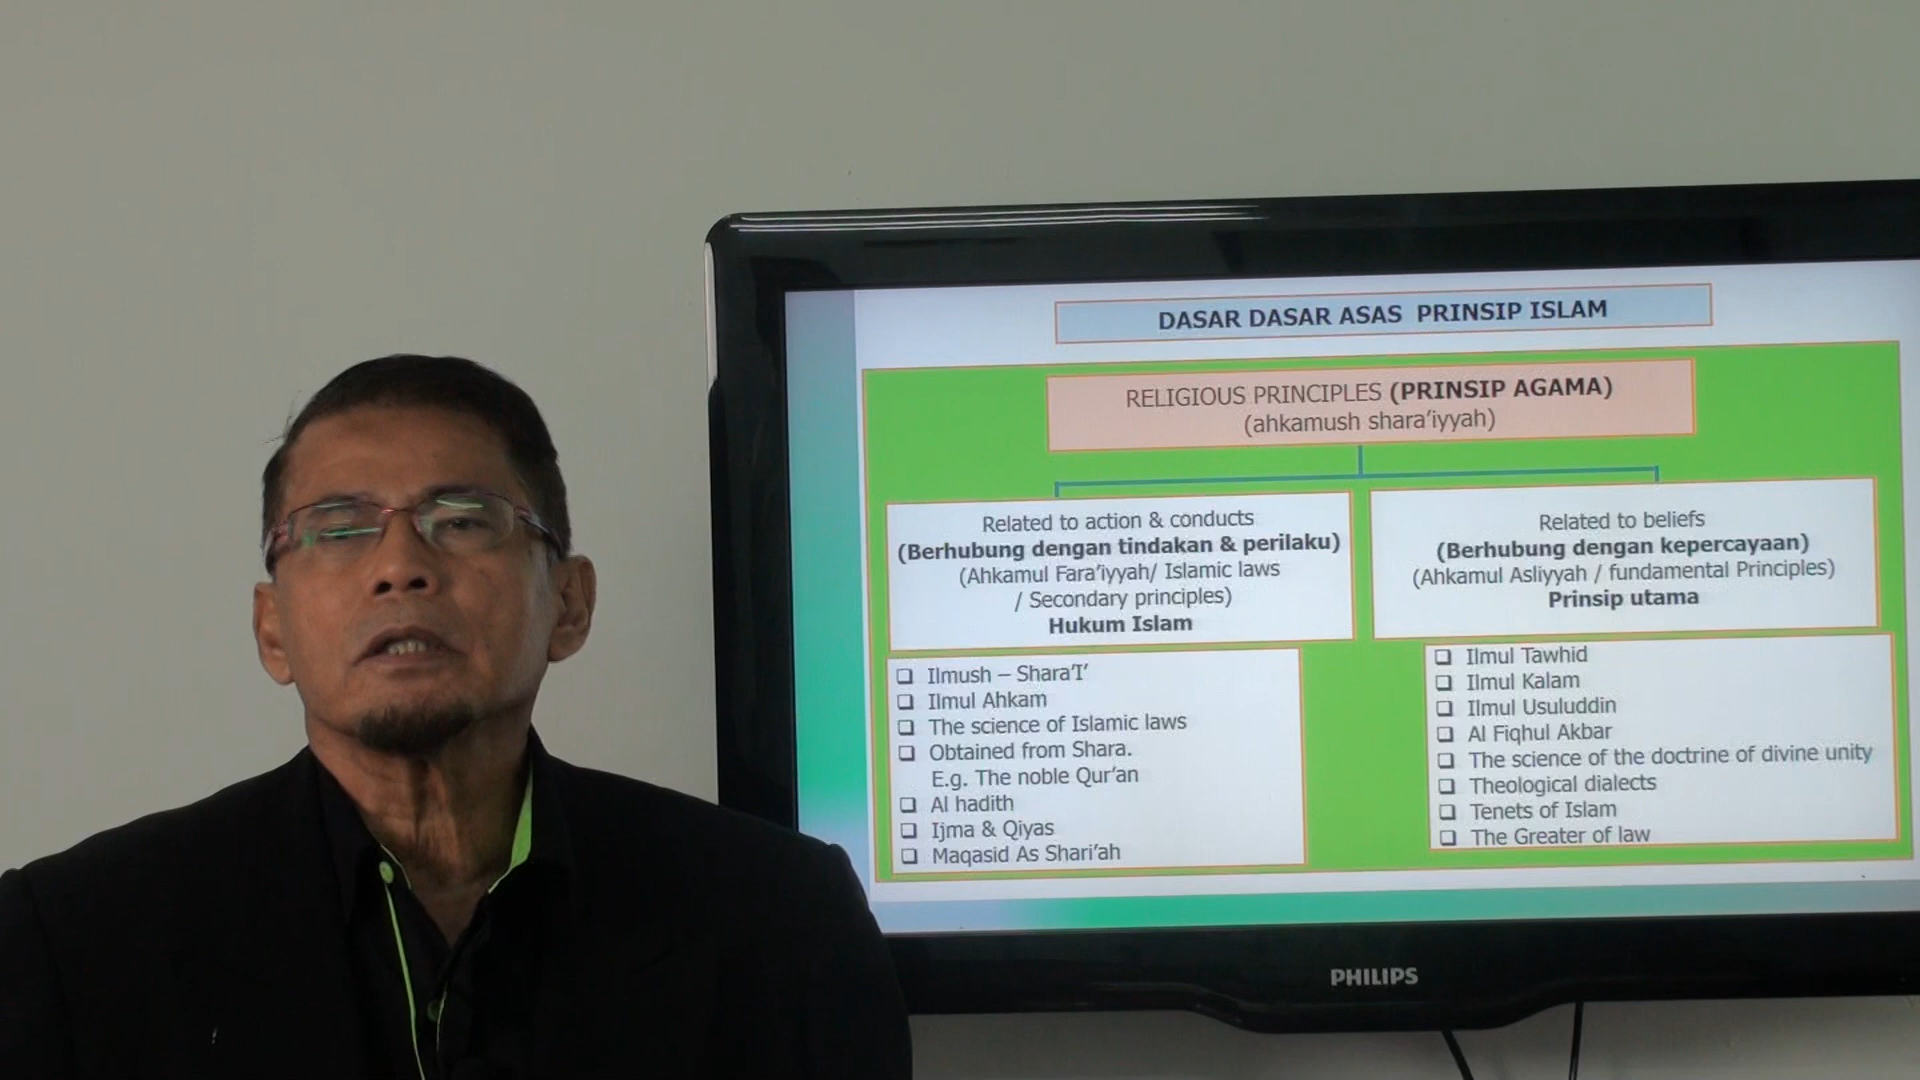 DASAR DASAR ASAS PRINSIP ISLAM
RELIGIOUS PRINCIPLES (PRINSIP AGAMA)
(ahkamush shara'iyyah)
Related to action & conducts
(Berhubung dengan tindakan & perilaku)
(Ahkamul Fara'iyyah/ Islamic laws
/ Secondary principles)
Hukum Islam
❑ Ilmush – Shara'I'
❑ Ilmul Ahkam
❑ The science of Islamic laws
❑ Obtained from Shara.
E.g. The noble Qur'an
❑ Al hadith
❑ Ijma & Qiyas
❑ Maqasid As Shari'ah
Related to beliefs
(Berhubung dengan kepercayaan)
(Ahkamul Asliyyah / fundamental Principles)
Prinsip utama
❑ Ilmul Tawhid
❑ Ilmul Kalam
❑ Ilmul Usuluddin
❑ Al Fiqhul Akbar
❑ The science of the doctrine of divine unity
❑ Theological dialects
❑ Tenets of Islam
❑ The Greater of law
PHILIPS